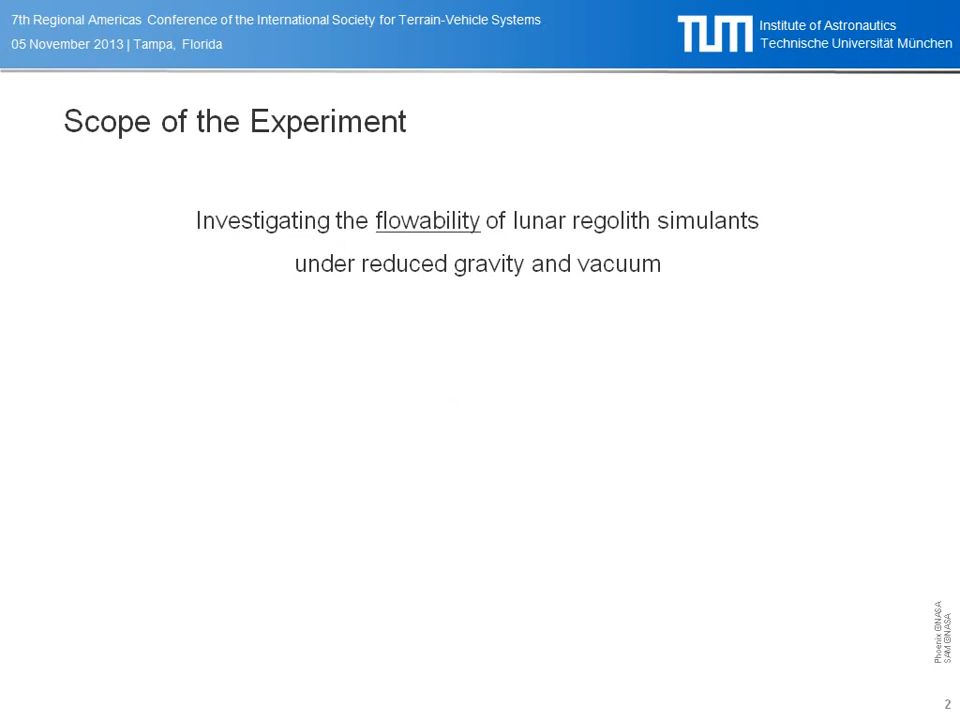 7th Regional Americas Conference of the International Society for Terrain-Vehicle Systems
05 November 2013 | Tampa, Florida
TUM
Institute of Astronautics
Technische Universität München
Scope of the Experiment
Investigating the flowability of lunar regolith simulants
under reduced gravity and vacuum
Phoenix @NASA
SAM @NASA
2